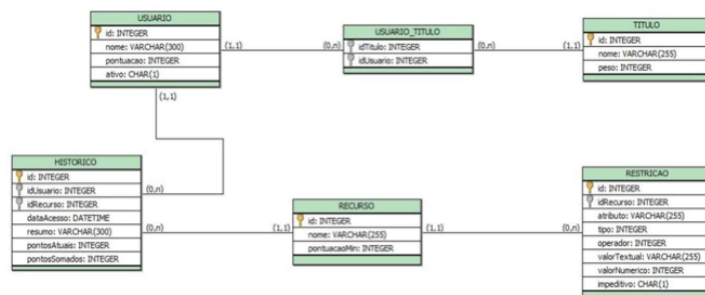 USUARIO
id: INTEGER
nome: VARCHAR(300)
pontuacao: INTEGER
ativo: CHAR(1)
(1,1)
(0,n)
USUARIO_TITULO
idTitulo: INTEGER
idUsuario: INTEGER
(0,n)
(1,1)
TITULO
id: INTEGER
nome: VARCHAR(255)
peso: INTEGER
(1,1)
HISTORICO
id: INTEGER
idUsuario: INTEGER
idRecurso: INTEGER
dataAcesso: DATETIME
resumo: VARCHAR(300)
pontosAtuais: INTEGER
pontosSomados: INTEGER
(0,n)
(0,n)
(1,1)
RECURSO
id: INTEGER
nome: VARCHAR(255)
pontuacaoMin: INTEGER
(1,1)
(0,n)
RESTRICAO
id: INTEGER
idRecurso: INTEGER
atributo: VARCHAR(255)
tipo: INTEGER
operador: INTEGER
valorTextual: VARCHAR(255)
valorNumerico: INTEGER
impeditivo: CHAR(1)